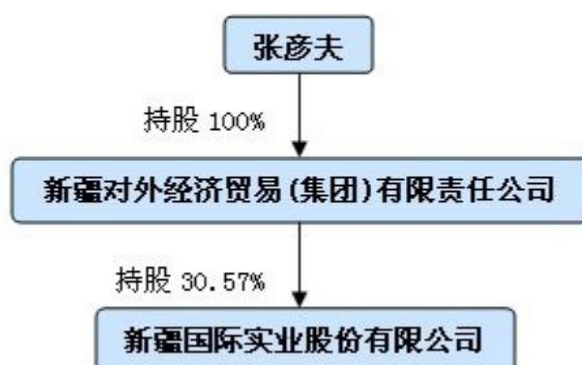 张彦夫
持股 100%
新疆对外经济贸易(集团)有限责任公司
持股 30.57%
新疆国际实业股份有限公司